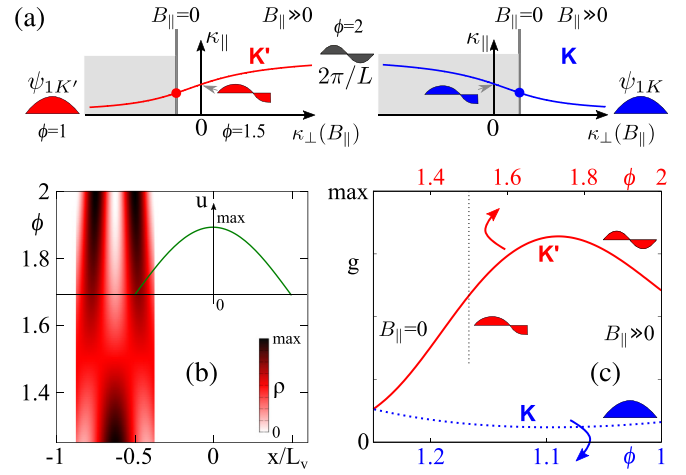 (a)
B∥=0 B∥≫0
κ∥ K'
ψ1K'
ϕ=1
0 ϕ=1.5 κ⊥(B∥)
ϕ=2
2π/L
B∥=0 B∥≫0
κ∥ K
ψ1K
0 κ⊥(B∥)
ϕ=1
(b)
2
ϕ
1.8
1.6
1.4
u
max
0
max
ρ
0
-1 -0.5 0 x/Lv
(c)
1.4 1.6 ϕ 2
max
g
0
K'
B∥=0
B∥≫0
K
1.2 1.1 ϕ 1